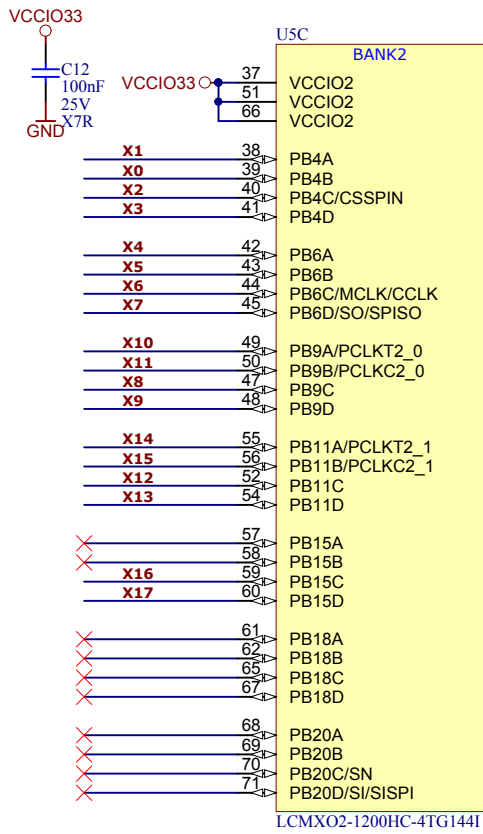 VCCIO33
C12
100nF
25V
X7R
GND
U5C
BANK2
VCCIO33
37 VCCIO2
51 VCCIO2
66 VCCIO2
X1 38 PB4A
X0 39 PB4B
X2 40 PB4C/CSSPIN
X3 41 PB4D
X4 42 PB6A
X5 43 PB6B
X6 44 PB6C/MCLK/CCLK
X7 45 PB6D/SO/SPISO
X10 49 PB9A/PCLKT2_0
X11 50 PB9B/PCLKC2_0
X8 47 PB9C
X9 48 PB9D
X14 55 PB11A/PCLKT2_1
X15 56 PB11B/PCLKC2_1
X12 52 PB11C
X13 54 PB11D
57 PB15A
58 PB15B
X16 59 PB15C
X17 60 PB15D
61 PB18A
62 PB18B
65 PB18C
67 PB18D
68 PB20A
69 PB20B
70 PB20C/SN
71 PB20D/SI/SISPI
LCMXO2-1200HC-4TG144I